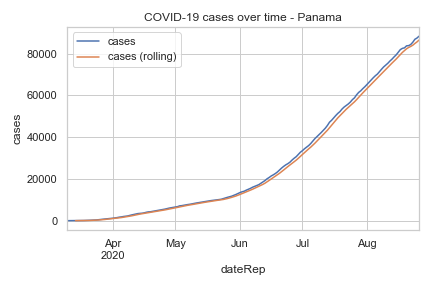 COVID-19 cases over time - Panama
cases
cases (rolling)
80000
60000
40000
20000
0
cases
Apr
2020
May
Jun
Jul
Aug
dateRep